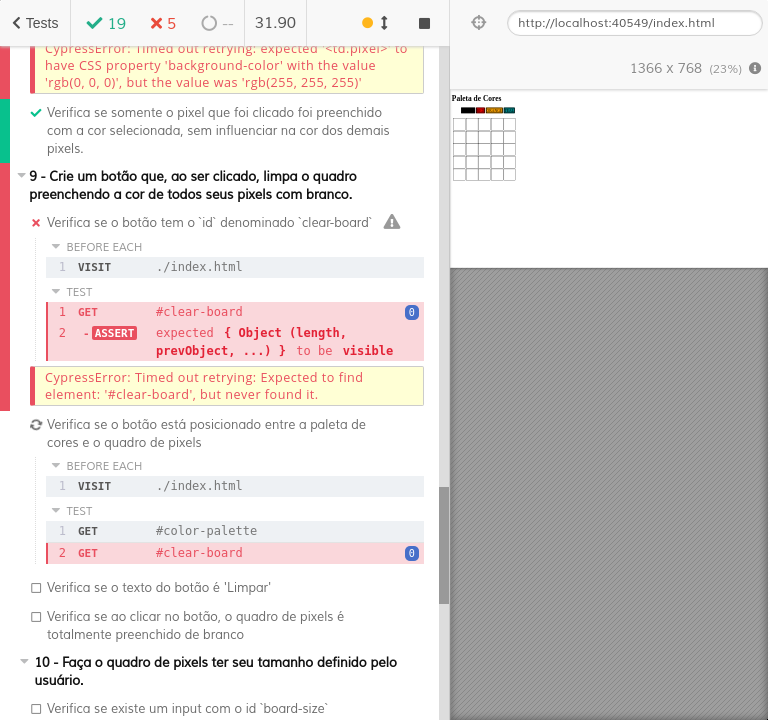 Tests
19
5
--
31.90
http://localhost:40549/index.html
1366 x 768 (23%)
CypressError: Timed out retrying: expected '<td.pixel>' to
have CSS property 'background-color' with the value
'rgb(0, 0, 0)', but the value was 'rgb(255, 255, 255)'
Verifica se somente o pixel que foi clicado foi preenchido
com a cor selecionada, sem influenciar na cor dos demais
pixels.
9 - Crie um botão que, ao ser clicado, limpa o quadro
preenchendo a cor de todos seus pixels com branco.
Verifica se o botão tem o `id` denominado `clear-board`
BEFORE EACH
1 VISIT ./index.html
TEST
1 GET #clear-board 0
2 -ASSERT expected { Object (length,
prevObject, ...) } to be visible
CypressError: Timed out retrying: Expected to find
element: '#clear-board', but never found it.
Verifica se o botão está posicionado entre a paleta de
cores e o quadro de pixels
BEFORE EACH
1 VISIT ./index.html
TEST
1 GET #color-palette
2 GET #clear-board 0
Verifica se o texto do botão é 'Limpar'
Verifica se ao clicar no botão, o quadro de pixels é
totalmente preenchido de branco
10 - Faça o quadro de pixels ter seu tamanho definido pelo
usuário.
Verifica se existe um input com o id `board-size`
Paleta de Cores